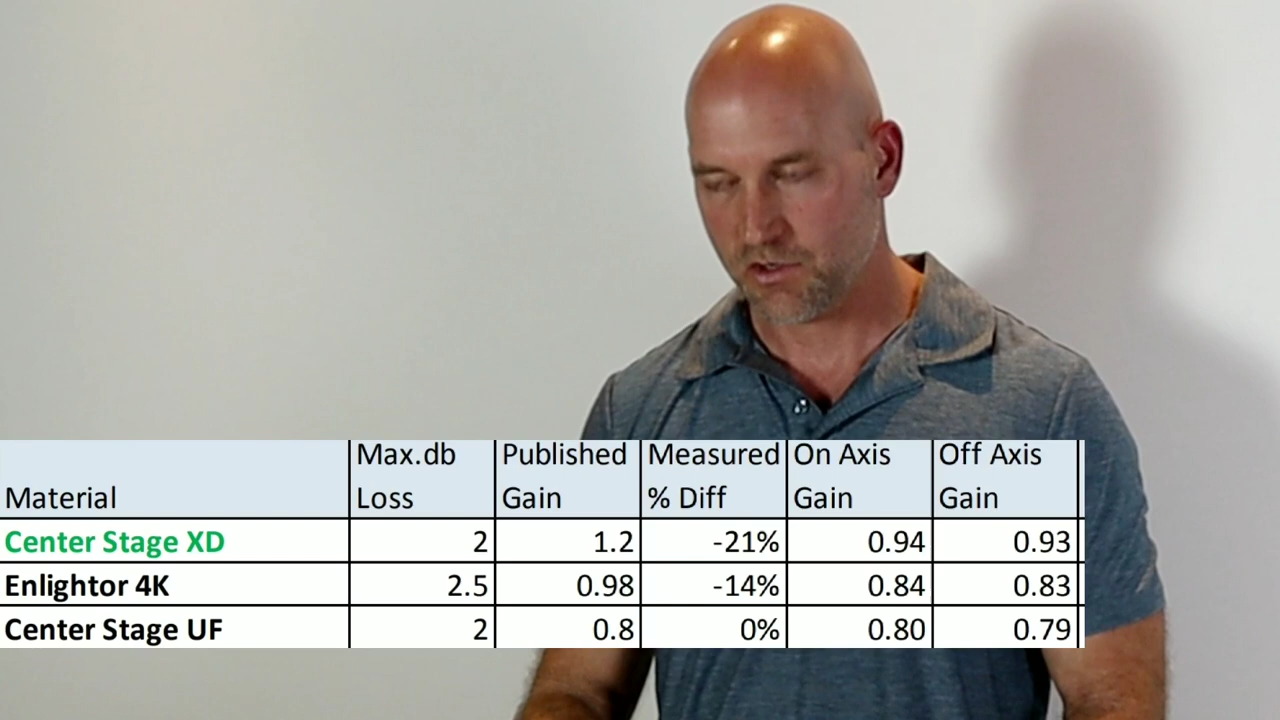 Material Max.db Loss Published Gain Measured % Diff On Axis Gain Off Axis Gain
Center Stage XD 2 1.2 -21% 0.94 0.93
Enlightor 4K 2.5 0.98 -14% 0.84 0.83
Center Stage UF 2 0.8 0% 0.80 0.79